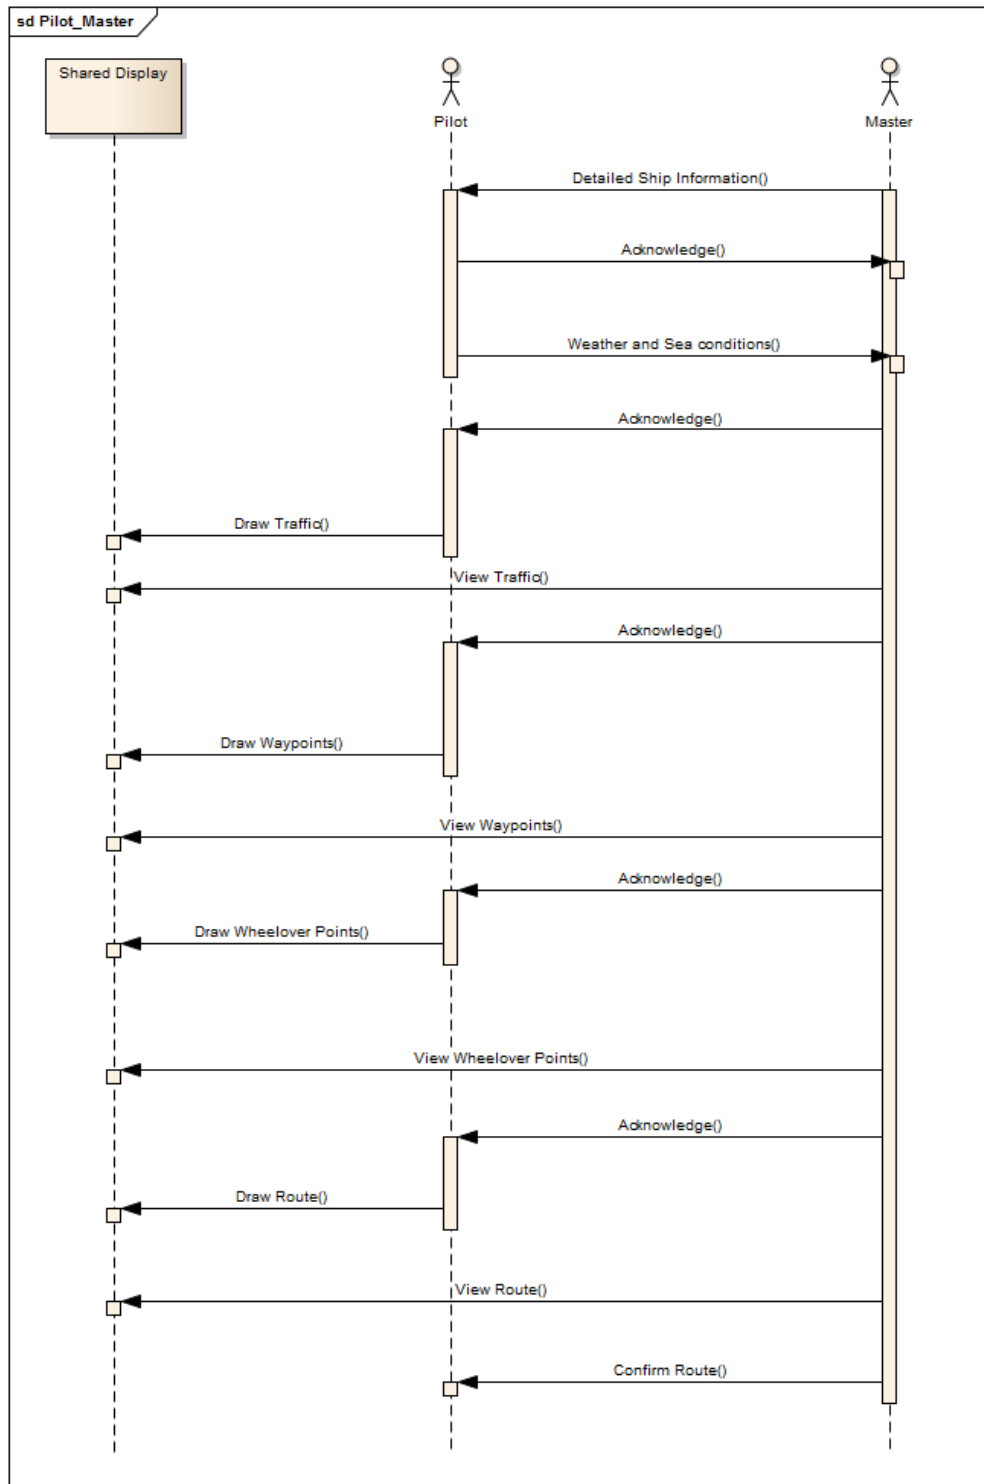 sd Pilot_Master
Shared Display
Pilot
Master
Detailed Ship Information()
Acknowledge()
Weather and Sea conditions()
Acknowledge()
Draw Traffic()
View Traffic()
Acknowledge()
Draw Waypoints()
View Waypoints()
Acknowledge()
Draw Wheelover Points()
View Wheelover Points()
Acknowledge()
Draw Route()
View Route()
Confirm Route()